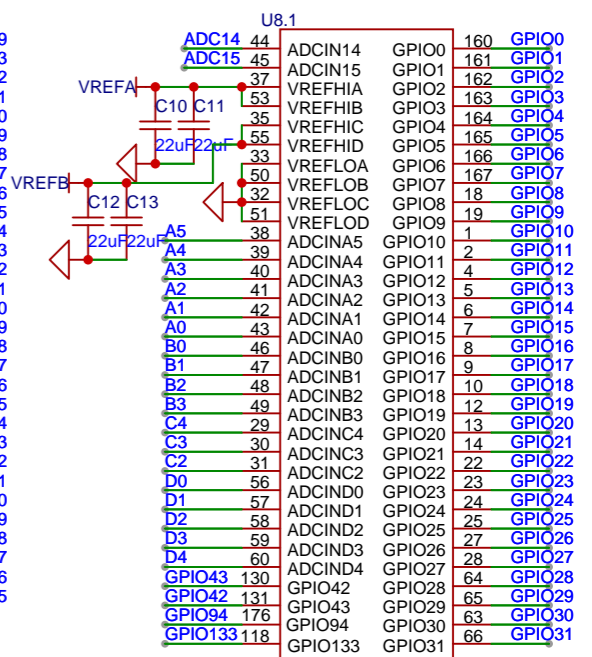 U8.1
ADC14 44 ADCIN14 GPIO0 160 GPIO0
ADC15 45 ADCIN15 GPIO1 161 GPIO1
VREFA 37 VREFHIA GPIO2 162 GPIO2
C10 C11 53 VREFHIB GPIO3 163 GPIO3
35 VREFHIC GPIO4 164 GPIO4
22uF 22uF 55 VREFHID GPIO5 165 GPIO5
33 VREFLOA GPIO6 166 GPIO6
VREFB 50 VREFLOB GPIO7 167 GPIO7
C12 C13 32 VREFLOC GPIO8 18 GPIO8
51 VREFLOD GPIO9 19 GPIO9
22uF 22uF A5 38 ADCINA5 GPIO10 1 GPIO10
A4 39 ADCINA4 GPIO11 2 GPIO11
A3 40 ADCINA3 GPIO12 4 GPIO12
A2 41 ADCINA2 GPIO13 5 GPIO13
A1 42 ADCINA1 GPIO14 6 GPIO14
A0 43 ADCINA0 GPIO15 7 GPIO15
B0 46 ADCINB0 GPIO16 8 GPIO16
B1 47 ADCINB1 GPIO17 9 GPIO17
B2 48 ADCINB2 GPIO18 10 GPIO18
B3 49 ADCINB3 GPIO19 12 GPIO19
C4 29 ADCINC4 GPIO20 13 GPIO20
C3 30 ADCINC3 GPIO21 14 GPIO21
C2 31 ADCINC2 GPIO22 22 GPIO22
D0 56 ADCIND0 GPIO23 23 GPIO23
D1 57 ADCIND1 GPIO24 24 GPIO24
D2 58 ADCIND2 GPIO25 25 GPIO25
D3 59 ADCIND3 GPIO26 27 GPIO26
D4 60 ADCIND4 GPIO27 28 GPIO27
GPIO43 130 GPIO42 GPIO28 64 GPIO28
GPIO42 131 GPIO43 GPIO29 65 GPIO29
GPIO94 176 GPIO94 GPIO30 63 GPIO30
GPIO133 118 GPIO133 GPIO31 66 GPIO31